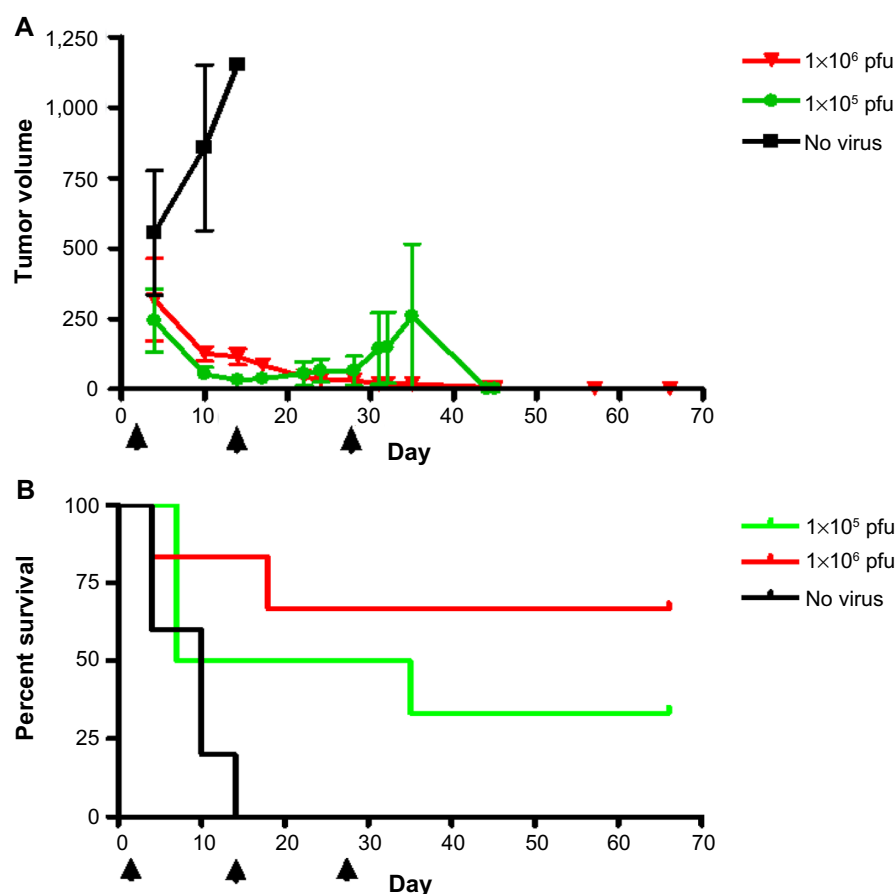 A
1,250
1,000
750
500
250
0
Tumor volume
0 10 20 30 40 50 60 70
Day
1×10⁶ pfu
1×10⁵ pfu
No virus
B
100
75
50
25
0
Percent survival
0 10 20 30 40 50 60 70
Day
1×10⁵ pfu
1×10⁶ pfu
No virus